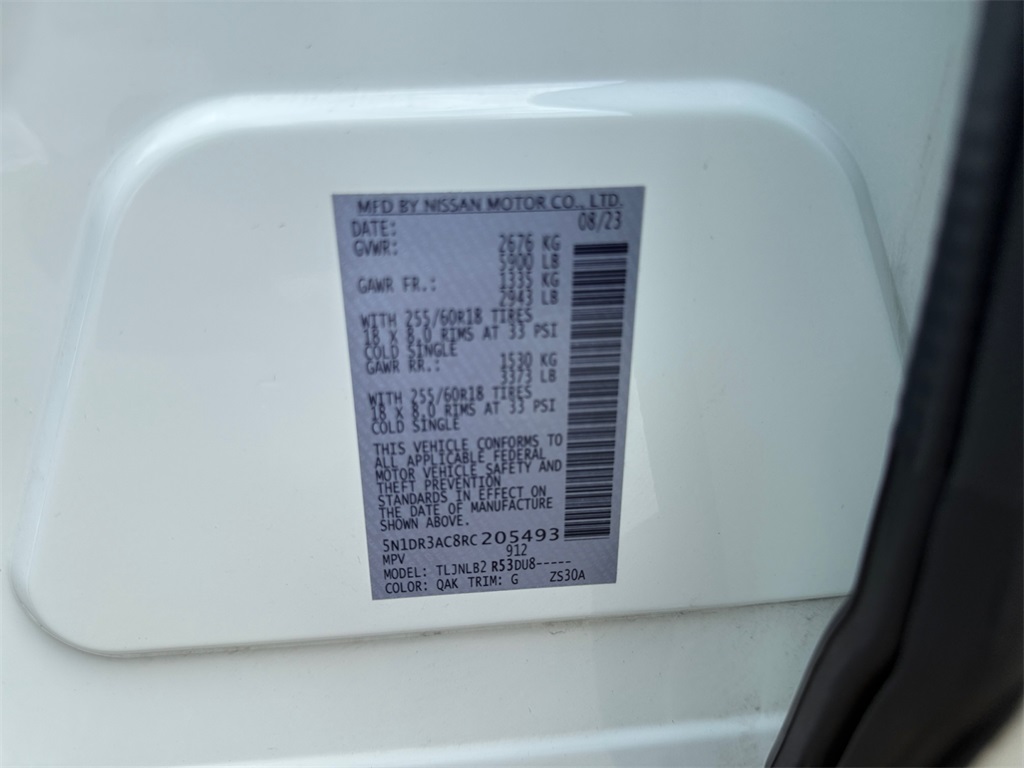 MFD BY NISSAN MOTOR CO., LTD.
DATE: 08/23
GVWR: 2676 KG
5900 LB
GAWR FR.: 1335 KG
2943 LB
WITH 255/60R18 TIRES
18 X 8.0 RIMS AT 33 PSI
COLD SINGLE
GAWR RR.: 1530 KG
3373 LB
WITH 255/60R18 TIRES
18 X 8.0 RIMS AT 33 PSI
COLD SINGLE
THIS VEHICLE CONFORMS TO
ALL APPLICABLE FEDERAL
MOTOR VEHICLE SAFETY AND
THEFT PREVENTION
STANDARDS IN EFFECT ON
THE DATE OF MANUFACTURE
SHOWN ABOVE.
5N1DR3AC8RC205493
MPV 912
MODEL: TLJNLB2 R53DU8-----
COLOR: QAK TRIM: G ZS30A